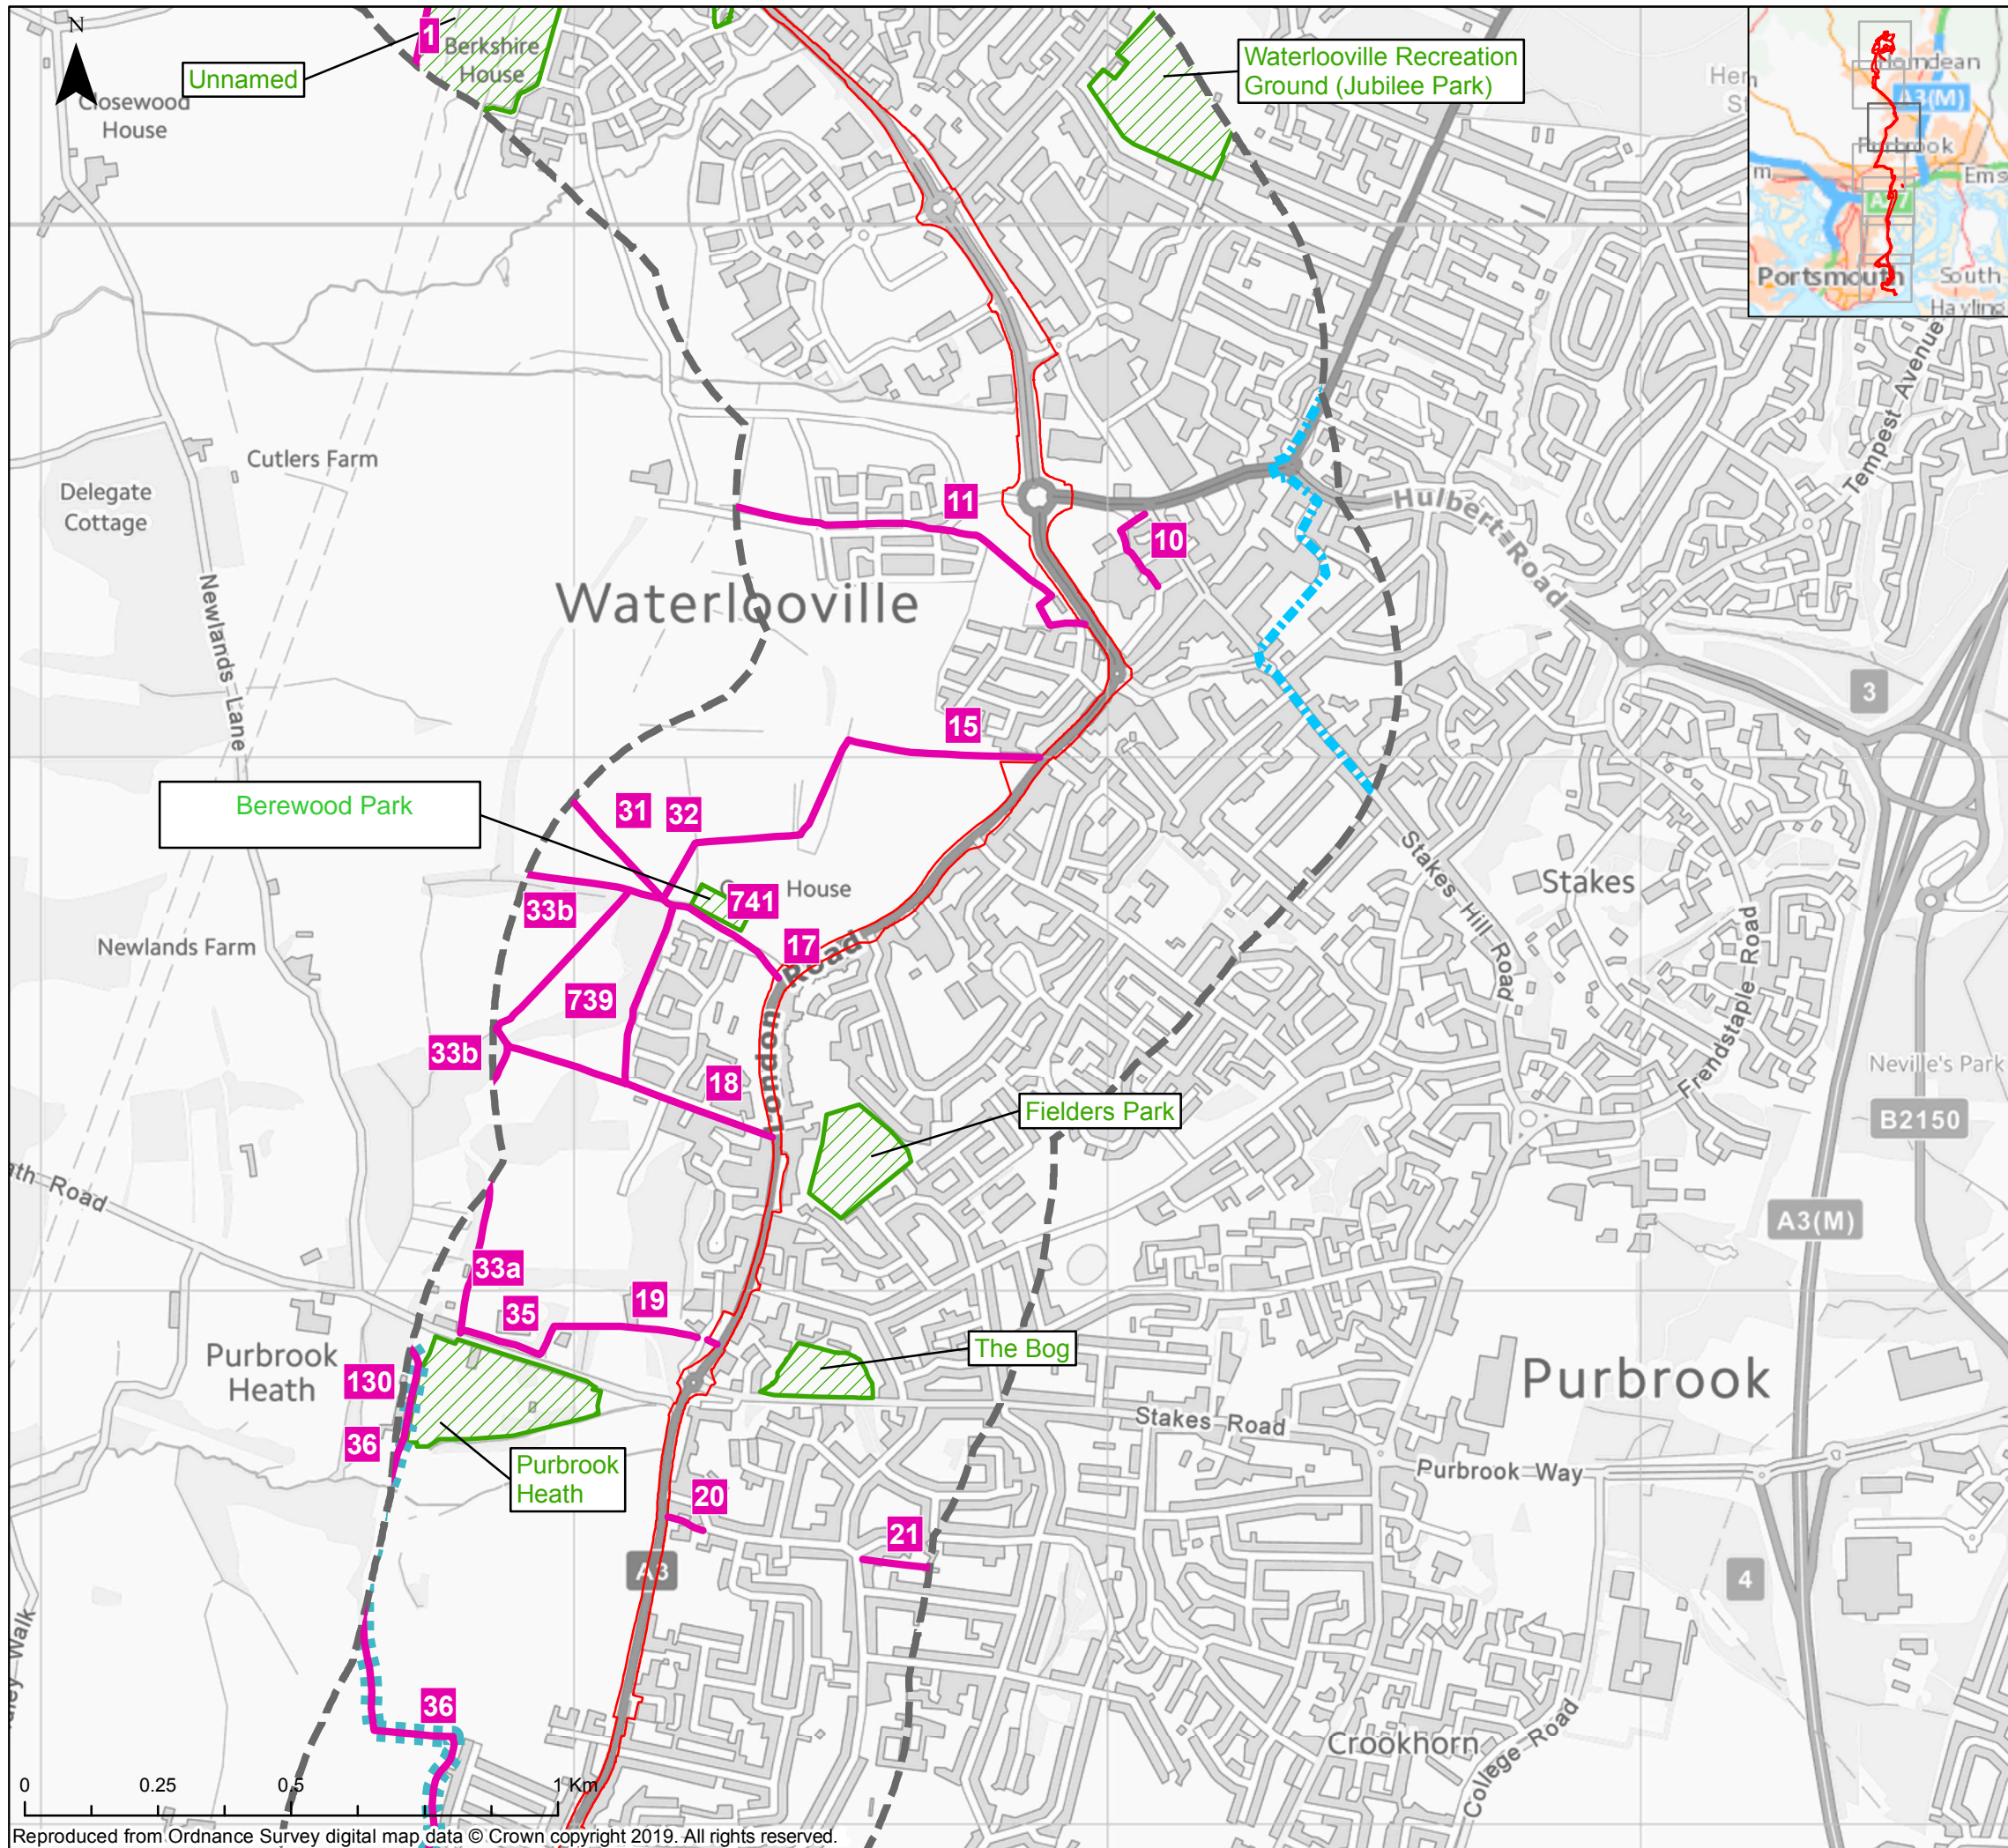 N
1
Berkshire
House
Unnamed
Closewood
House
Waterlooville Recreation
Ground (Jubilee Park)
Horndean
A3(M)
Purbrook
Ems
Portsmouth
South
Hayling
Tempest Avenue
Cutlers Farm
Delegate
Cottage
11
10
Hulbert Road
Waterlooville
Newlands Lane
3
15
Berewood Park
31
32
House
741
33b
17
Stakes
Stakes Hill Road
Newlands Farm
London Road
739
33b
18
Frendstaple Road
Neville's Park
B2150
Fielders Park
ath Road
A3(M)
33a
35
19
Purbrook
Heath
The Bog
Purbrook
130
36
Stakes Road
Purbrook
Heath
Purbrook Way
20
21
A3
4
Walk
36
Crookhorn
College Road
0
0.25
0.5
1 Km
Reproduced from Ordnance Survey digital map data © Crown copyright 2019. All rights reserved.